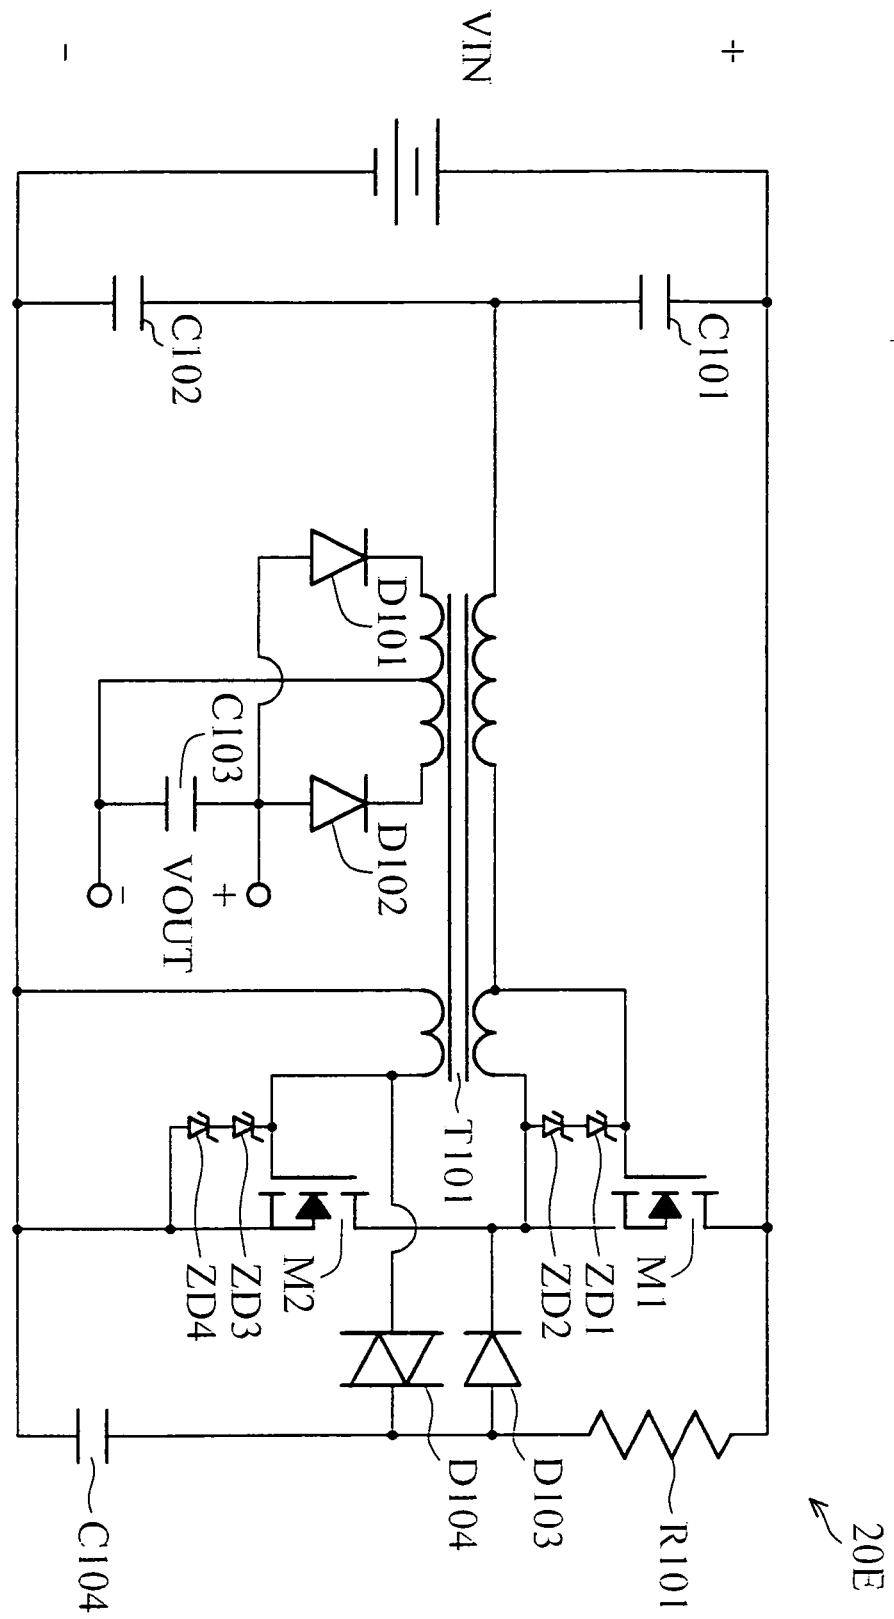 20E
+
VIN
-
C101
C102
D101
D102
C103
+
VOUT
-
T101
M1
ZD1
ZD2
M2
ZD3
ZD4
R101
D103
D104
C104